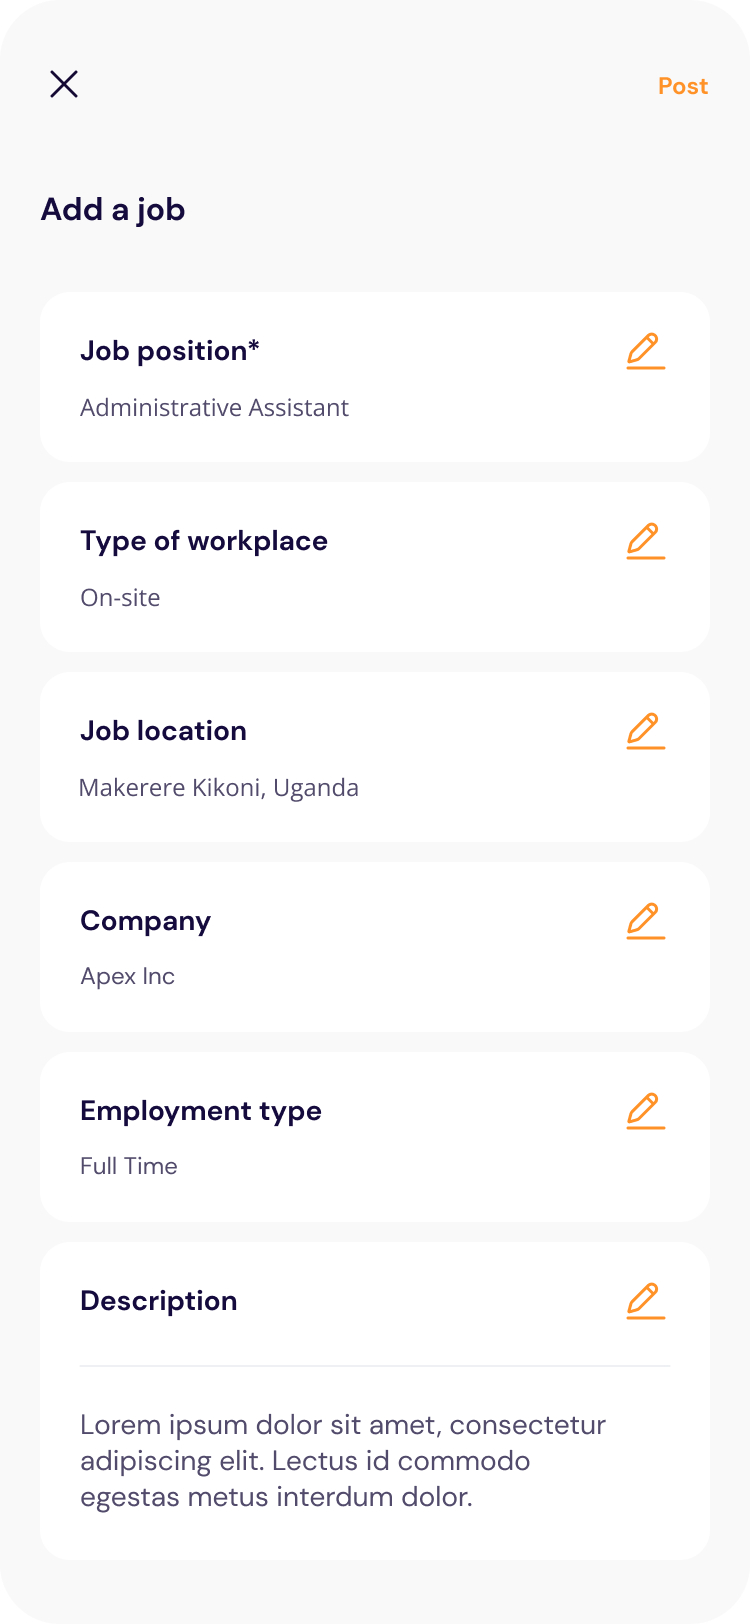 Post
Add a job
Job position*
Administrative Assistant
Type of workplace
On-site
Job location
Makerere Kikoni, Uganda
Company
Apex Inc
Employment type
Full Time
Description
Lorem ipsum dolor sit amet, consectetur
adipiscing elit. Lectus id commodo
egestas metus interdum dolor.